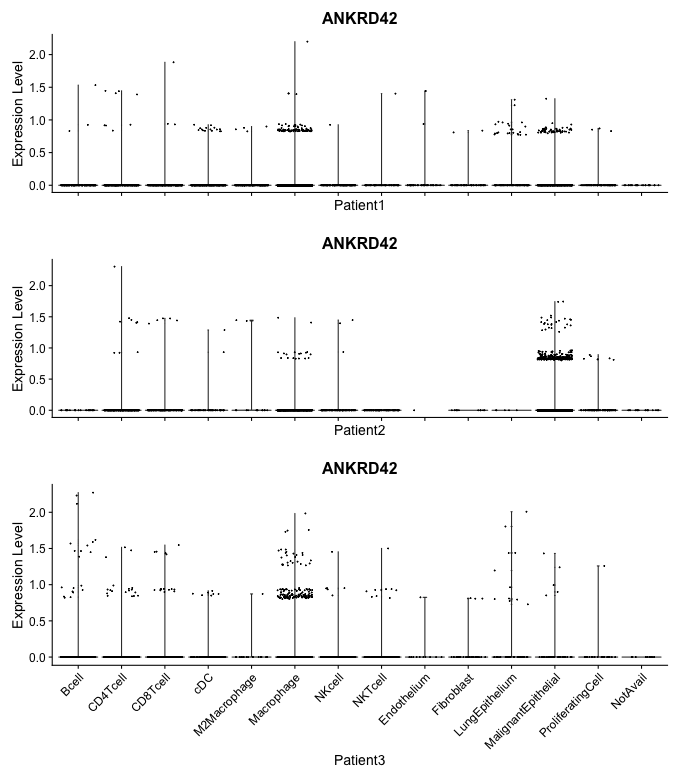 ANKRD42
Expression Level
2.0
1.5
1.0
0.5
0.0
Patient1
ANKRD42
Expression Level
2.0
1.5
1.0
0.5
0.0
Patient2
ANKRD42
Expression Level
2.0
1.5
1.0
0.5
0.0
Bcell
CD4Tcell
CD8Tcell
cDC
M2Macrophage
Macrophage
NKcell
NKTcell
Endothelium
Fibroblast
LungEpithelium
MalignantEpithelial
ProliferatingCell
NotAvail
Patient3